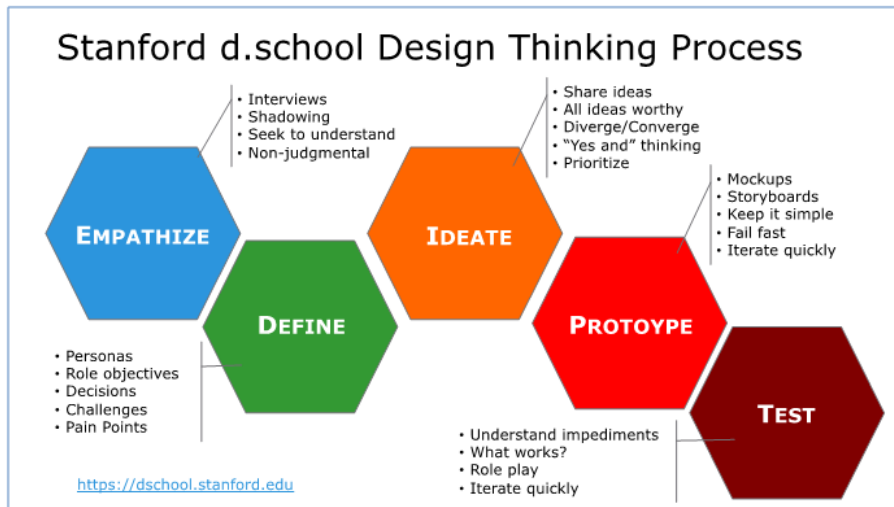 Stanford d.school Design Thinking Process
• Interviews
• Shadowing
• Seek to understand
• Non-judgmental
EMPATHIZE
• Personas
• Role objectives
• Decisions
• Challenges
• Pain Points
DEFINE
• Share ideas
• All ideas worthy
• Diverge/Converge
• “Yes and” thinking
• Prioritize
IDEATE
• Mockups
• Storyboards
• Keep it simple
• Fail fast
• Iterate quickly
PROTOYPE
• Understand impediments
• What works?
• Role play
• Iterate quickly
TEST
https://dschool.stanford.edu